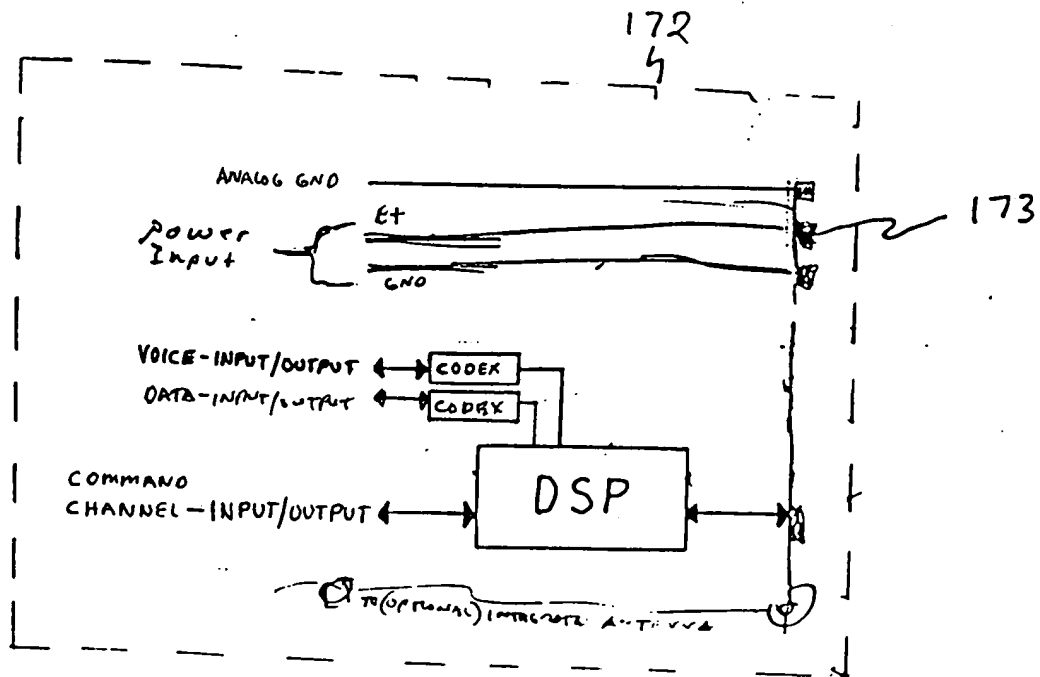 172
ANALOG GND
E+
173
Power
Input
GND
VOICE-INPUT/OUTPUT
CODEX
DATA-INPUT/OUTPUT
CODEX
COMMAND
CHANNEL-INPUT/OUTPUT
DSP
TO (OPTIONAL) INTEGRATE ANTENNA